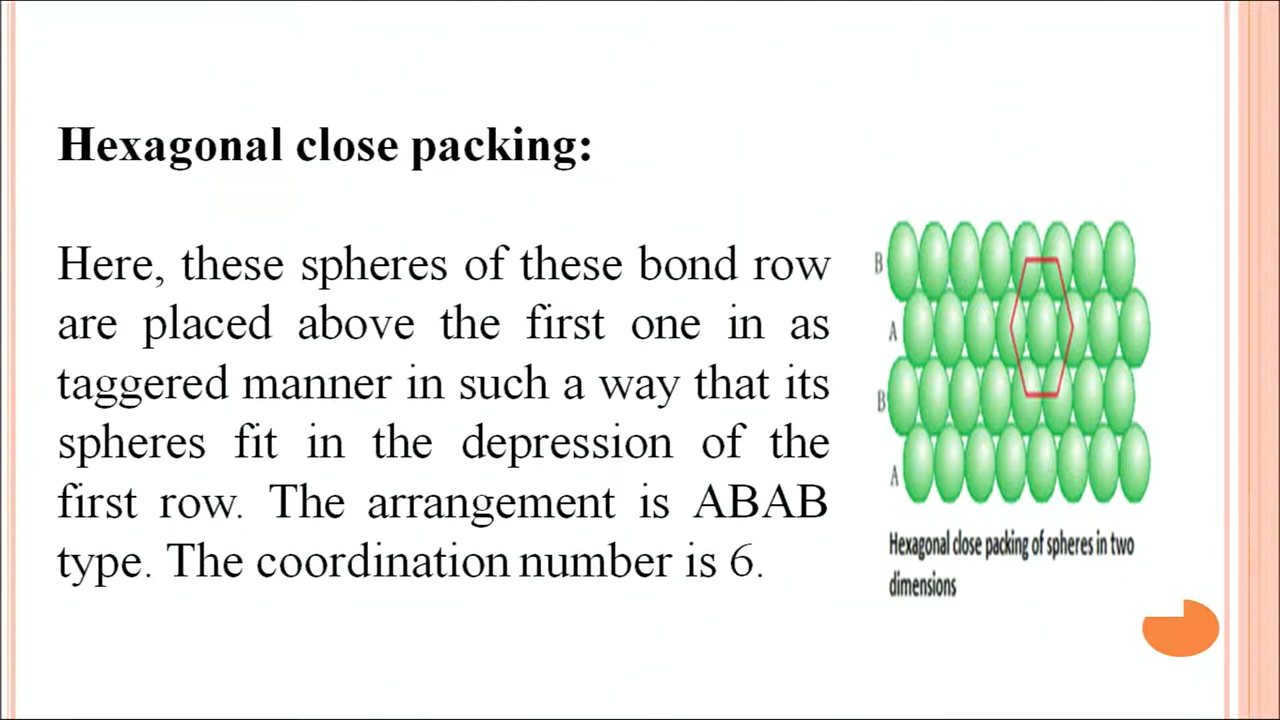 Hexagonal close packing:
Here, these spheres of these bond row
are placed above the first one in as
taggered manner in such a way that its
spheres fit in the depression of the
first row. The arrangement is ABAB
type. The coordination number is 6.
B
A
B
A
Hexagonal close packing of spheres in two
dimensions